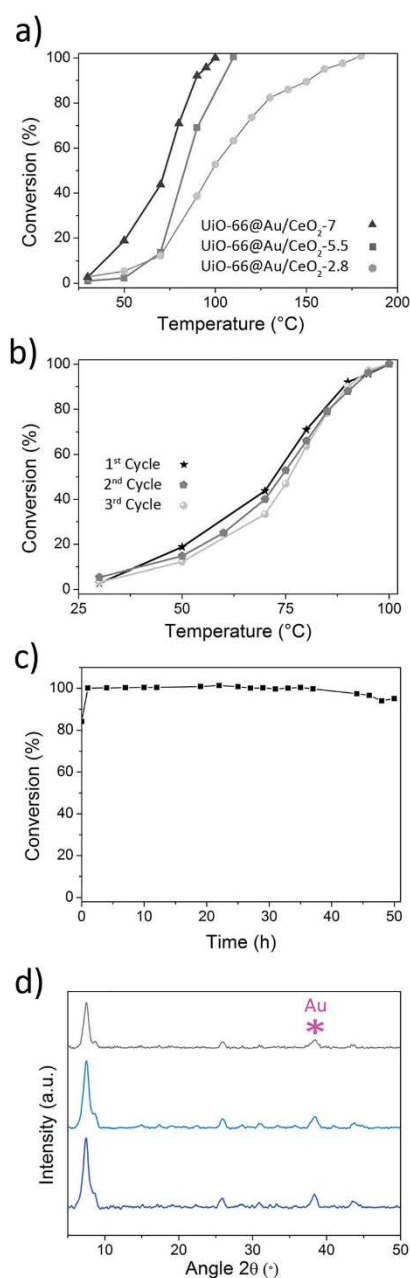 a)
100
80
60
40
20
0
Conversion (%)
UiO-66@Au/CeO₂-7
UiO-66@Au/CeO₂-5.5
UiO-66@Au/CeO₂-2.8
50
100
150
200
Temperature (°C)
b)
100
80
60
40
20
0
Conversion (%)
1st Cycle
2nd Cycle
3rd Cycle
25
50
75
100
Temperature (°C)
c)
100
80
60
40
20
0
Conversion (%)
0
10
20
30
40
50
Time (h)
d)
Au
*
Intensity (a.u.)
10
20
30
40
50
Angle 2θ (°)